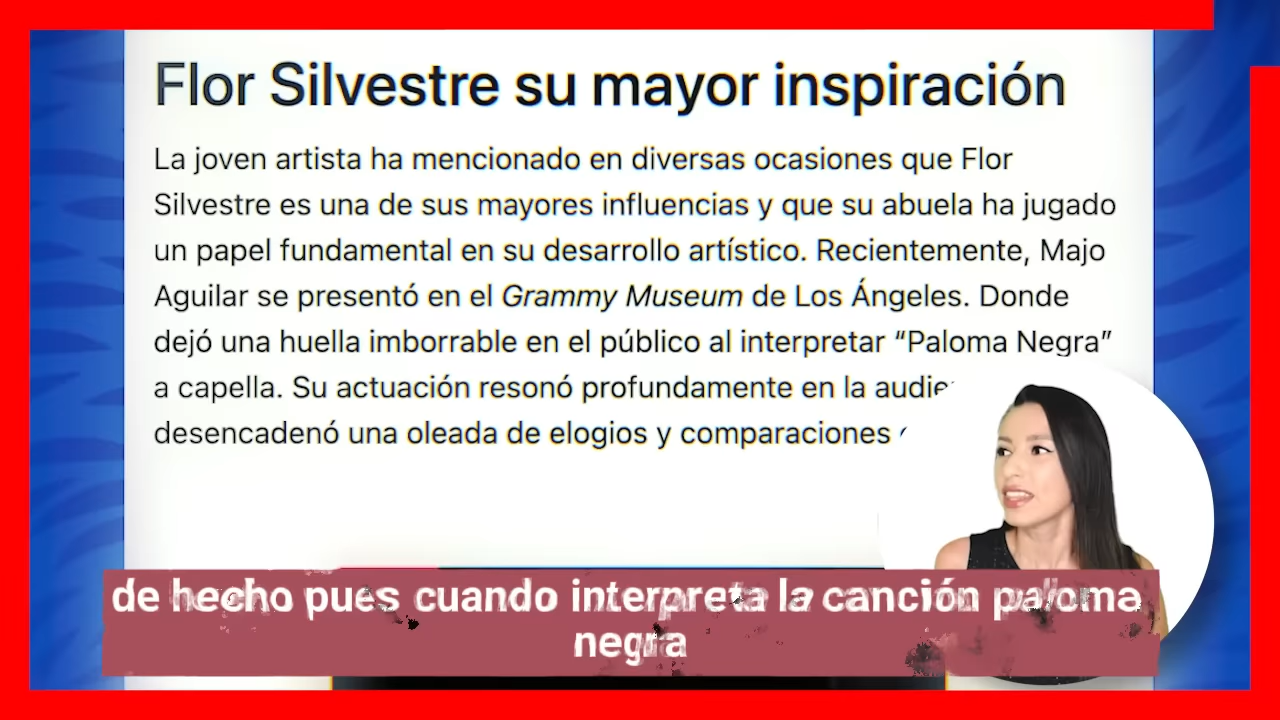 Flor Silvestre su mayor inspiración
La joven artista ha mencionado en diversas ocasiones que Flor
Silvestre es una de sus mayores influencias y que su abuela ha jugado
un papel fundamental en su desarrollo artístico. Recientemente, Majo
Aguilar se presentó en el Grammy Museum de Los Ángeles. Donde
dejó una huella imborrable en el público al interpretar “Paloma Negra”
a capella. Su actuación resonó profundamente en la
desencadenó una oleada de elogios y comparaciones
de hecho pues cuando interpreta la canción paloma
negra